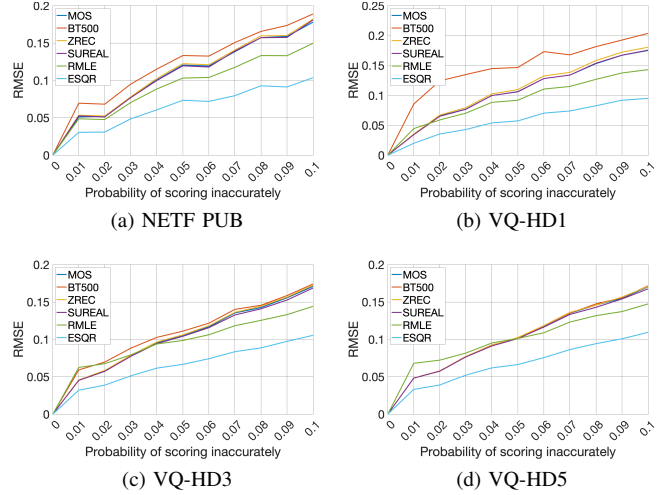 0.2
0.15
0.1
0.05
0
RMSE
MOS
BT500
ZREC
SUREAL
RMLE
ESQR
0 0.01 0.02 0.03 0.04 0.05 0.06 0.07 0.08 0.09 0.1
Probability of scoring inaccurately
(a) NETF PUB
0.25
0.2
0.15
0.1
0.05
0
RMSE
MOS
BT500
ZREC
SUREAL
RMLE
ESQR
0 0.01 0.02 0.03 0.04 0.05 0.06 0.07 0.08 0.09 0.1
Probability of scoring inaccurately
(b) VQ-HD1
0.2
0.15
0.1
0.05
0
RMSE
MOS
BT500
ZREC
SUREAL
RMLE
ESQR
0 0.01 0.02 0.03 0.04 0.05 0.06 0.07 0.08 0.09 0.1
Probability of scoring inaccurately
(c) VQ-HD3
0.2
0.15
0.1
0.05
0
RMSE
MOS
BT500
ZREC
SUREAL
RMLE
ESQR
0 0.01 0.02 0.03 0.04 0.05 0.06 0.07 0.08 0.09 0.1
Probability of scoring inaccurately
(d) VQ-HD5